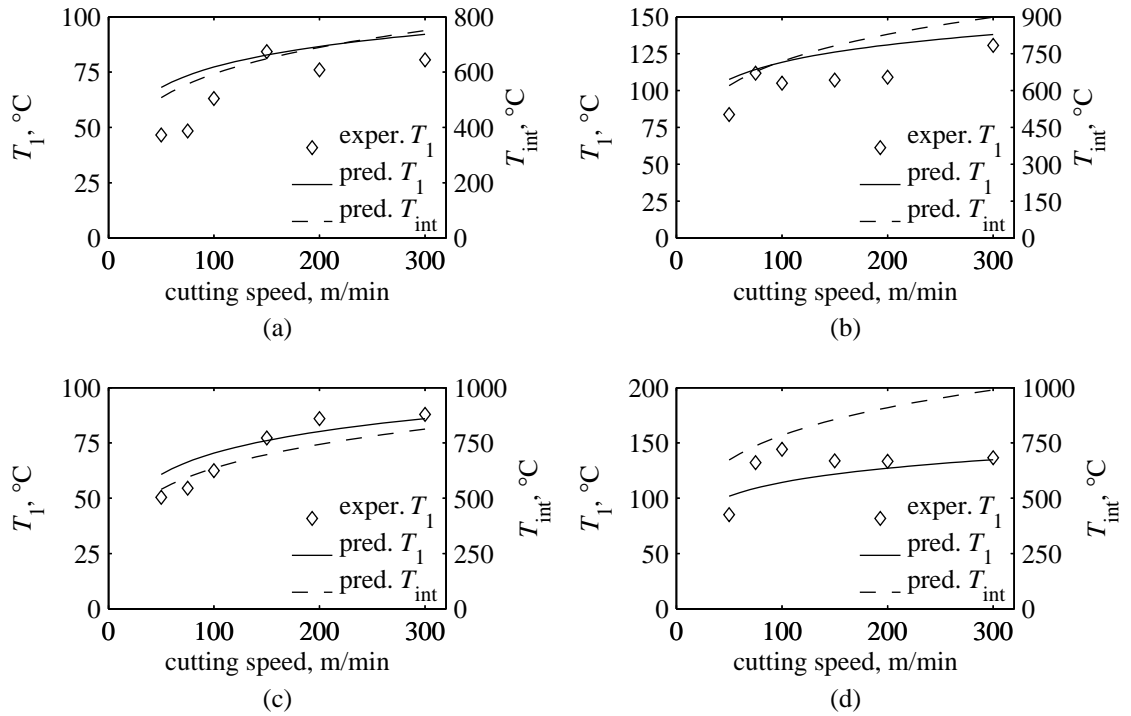 100
75
50
25
0
T1, °C
800
600
400
200
0
Tint, °C
exper. T1
pred. T1
pred. Tint
0 100 200 300
cutting speed, m/min
(a)
150
125
100
75
50
25
0
T1, °C
900
750
600
450
300
150
0
Tint, °C
exper. T1
pred. T1
pred. Tint
0 100 200 300
cutting speed, m/min
(b)
100
75
50
25
0
T1, °C
1000
750
500
250
0
Tint, °C
exper. T1
pred. T1
pred. Tint
0 100 200 300
cutting speed, m/min
(c)
200
150
100
50
0
T1, °C
1000
750
500
250
0
Tint, °C
exper. T1
pred. T1
pred. Tint
0 100 200 300
cutting speed, m/min
(d)